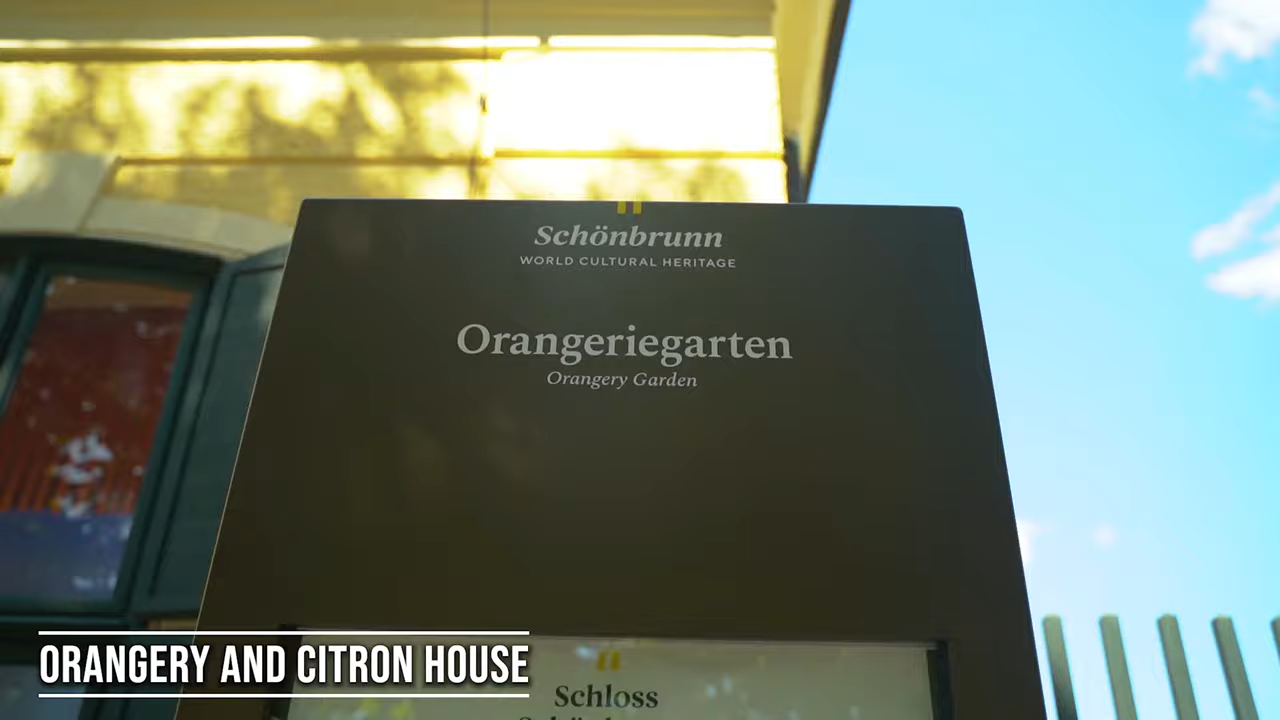 Schönbrunn
WORLD CULTURAL HERITAGE
Orangeriegarten
Orangery Garden
ORANGERY AND CITRON HOUSE
Schloss